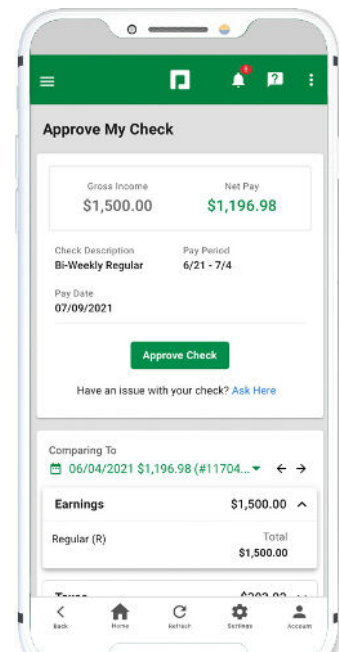 Approve My Check
Gross Income Net Pay
$1,500.00 $1,196.98
Check Description Pay Period
Bi-Weekly Regular 6/21 - 7/4
Pay Date
07/09/2021
Approve Check
Have an issue with your check? Ask Here
Comparing To
06/04/2021 $1,196.98 (#11704...
Earnings $1,500.00
Regular (R) Total
$1,500.00
Back Home Refresh Settings Account